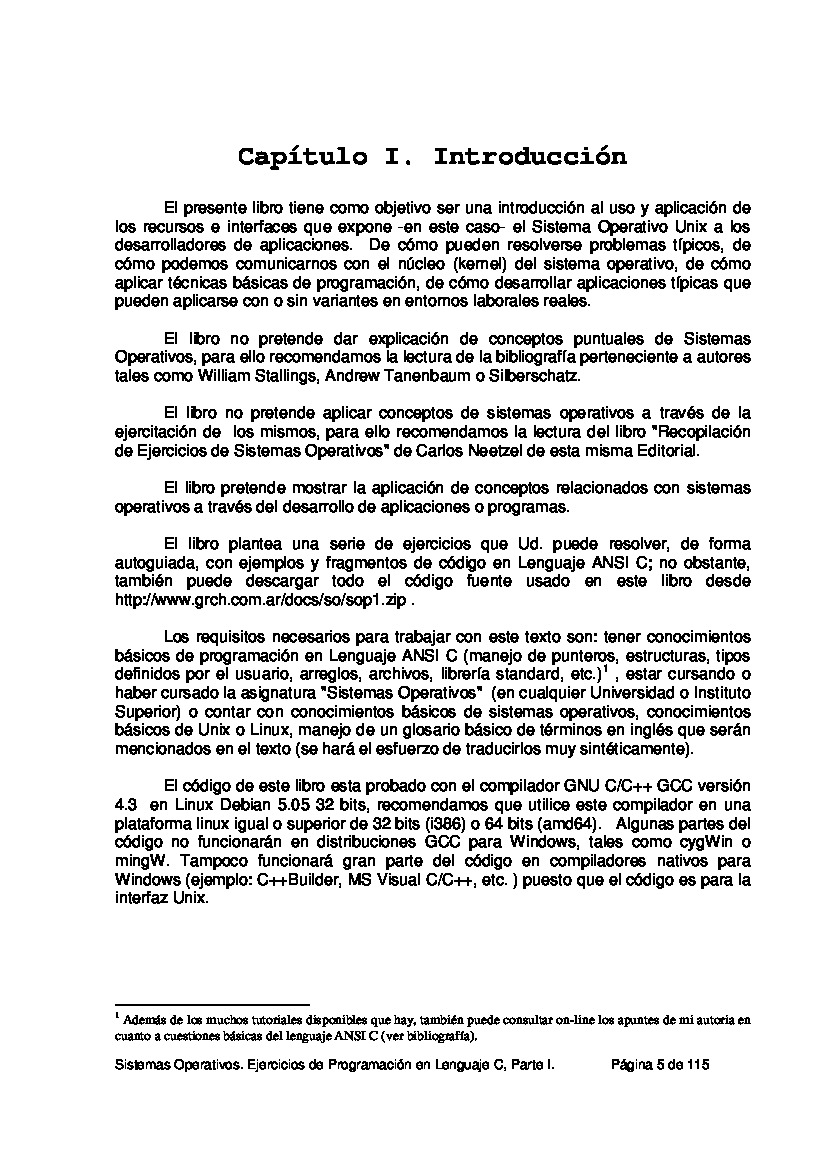 Capítulo I. Introducción
El presente libro tiene como objetivo ser una introducción al uso y aplicación de
los recursos e interfaces que expone -en este caso- el Sistema Operativo Unix a los
desarrolladores de aplicaciones. De cómo pueden resolverse problemas típicos, de
cómo podemos comunicarnos con el núcleo (kernel) del sistema operativo, de cómo
aplicar técnicas básicas de programación, de cómo desarrollar aplicaciones típicas que
pueden aplicarse con o sin variantes en entornos laborales reales.
El libro no pretende dar explicación de conceptos puntuales de Sistemas
Operativos, para ello recomendamos la lectura de la bibliografía perteneciente a autores
tales como William Stallings, Andrew Tanenbaum o Silberschatz.
El libro no pretende aplicar conceptos de sistemas operativos a través de la
ejercitación de los mismos, para ello recomendamos la lectura del libro "Recopilación
de Ejercicios de Sistemas Operativos" de Carlos Neetzel de esta misma Editorial.
El libro pretende mostrar la aplicación de conceptos relacionados con sistemas
operativos a través del desarrollo de aplicaciones o programas.
El libro plantea una serie de ejercicios que Ud. puede resolver, de forma
autoguiada, con ejemplos y fragmentos de código en Lenguaje ANSI C; no obstante,
también puede descargar todo el código fuente usado en este libro desde
http://www.grch.com.ar/docs/so/sop1.zip .
Los requisitos necesarios para trabajar con este texto son: tener conocimientos
básicos de programación en Lenguaje ANSI C (manejo de punteros, estructuras, tipos
definidos por el usuario, arreglos, archivos, librería standard, etc.)1 , estar cursando o
haber cursado la asignatura "Sistemas Operativos" (en cualquier Universidad o Instituto
Superior) o contar con conocimientos básicos de sistemas operativos, conocimientos
básicos de Unix o Linux, manejo de un glosario básico de términos en inglés que serán
mencionados en el texto (se hará el esfuerzo de traducirlos muy sintéticamente).
El código de este libro esta probado con el compilador GNU C/C++ GCC versión
4.3 en Linux Debian 5.05 32 bits, recomendamos que utilice este compilador en una
plataforma linux igual o superior de 32 bits (i386) o 64 bits (amd64). Algunas partes del
código no funcionarán en distribuciones GCC para Windows, tales como cygWin o
mingW. Tampoco funcionará gran parte del código en compiladores nativos para
Windows (ejemplo: C++Builder, MS Visual C/C++, etc. ) puesto que el código es para la
interfaz Unix.
1 Además de los muchos tutoriales disponibles que hay, también puede consultar on-line los apuntes de mi autoría en
cuanto a cuestiones básicas del lenguaje ANSI C (ver bibliografía).
Sistemas Operativos. Ejercicios de Programación en Lenguaje C, Parte I. Página 5 de 115